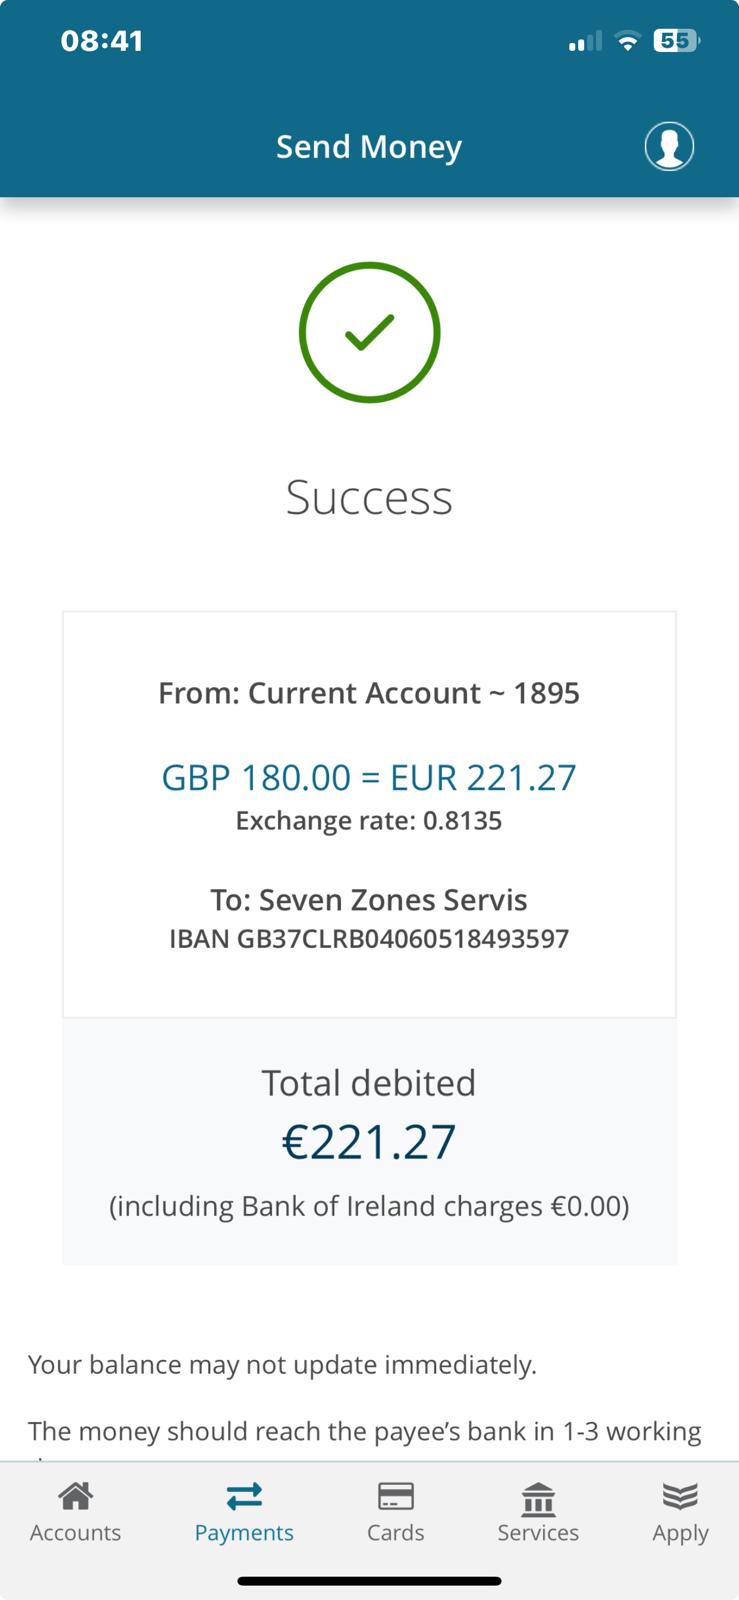 08:41
55
Send Money
Success
From: Current Account ~ 1895
GBP 180.00 = EUR 221.27
Exchange rate: 0.8135
To: Seven Zones Servis
IBAN GB37CLRB04060518493597
Total debited
€221.27
(including Bank of Ireland charges €0.00)
Your balance may not update immediately.
The money should reach the payee’s bank in 1-3 working
Accounts
Payments
Cards
Services
Apply